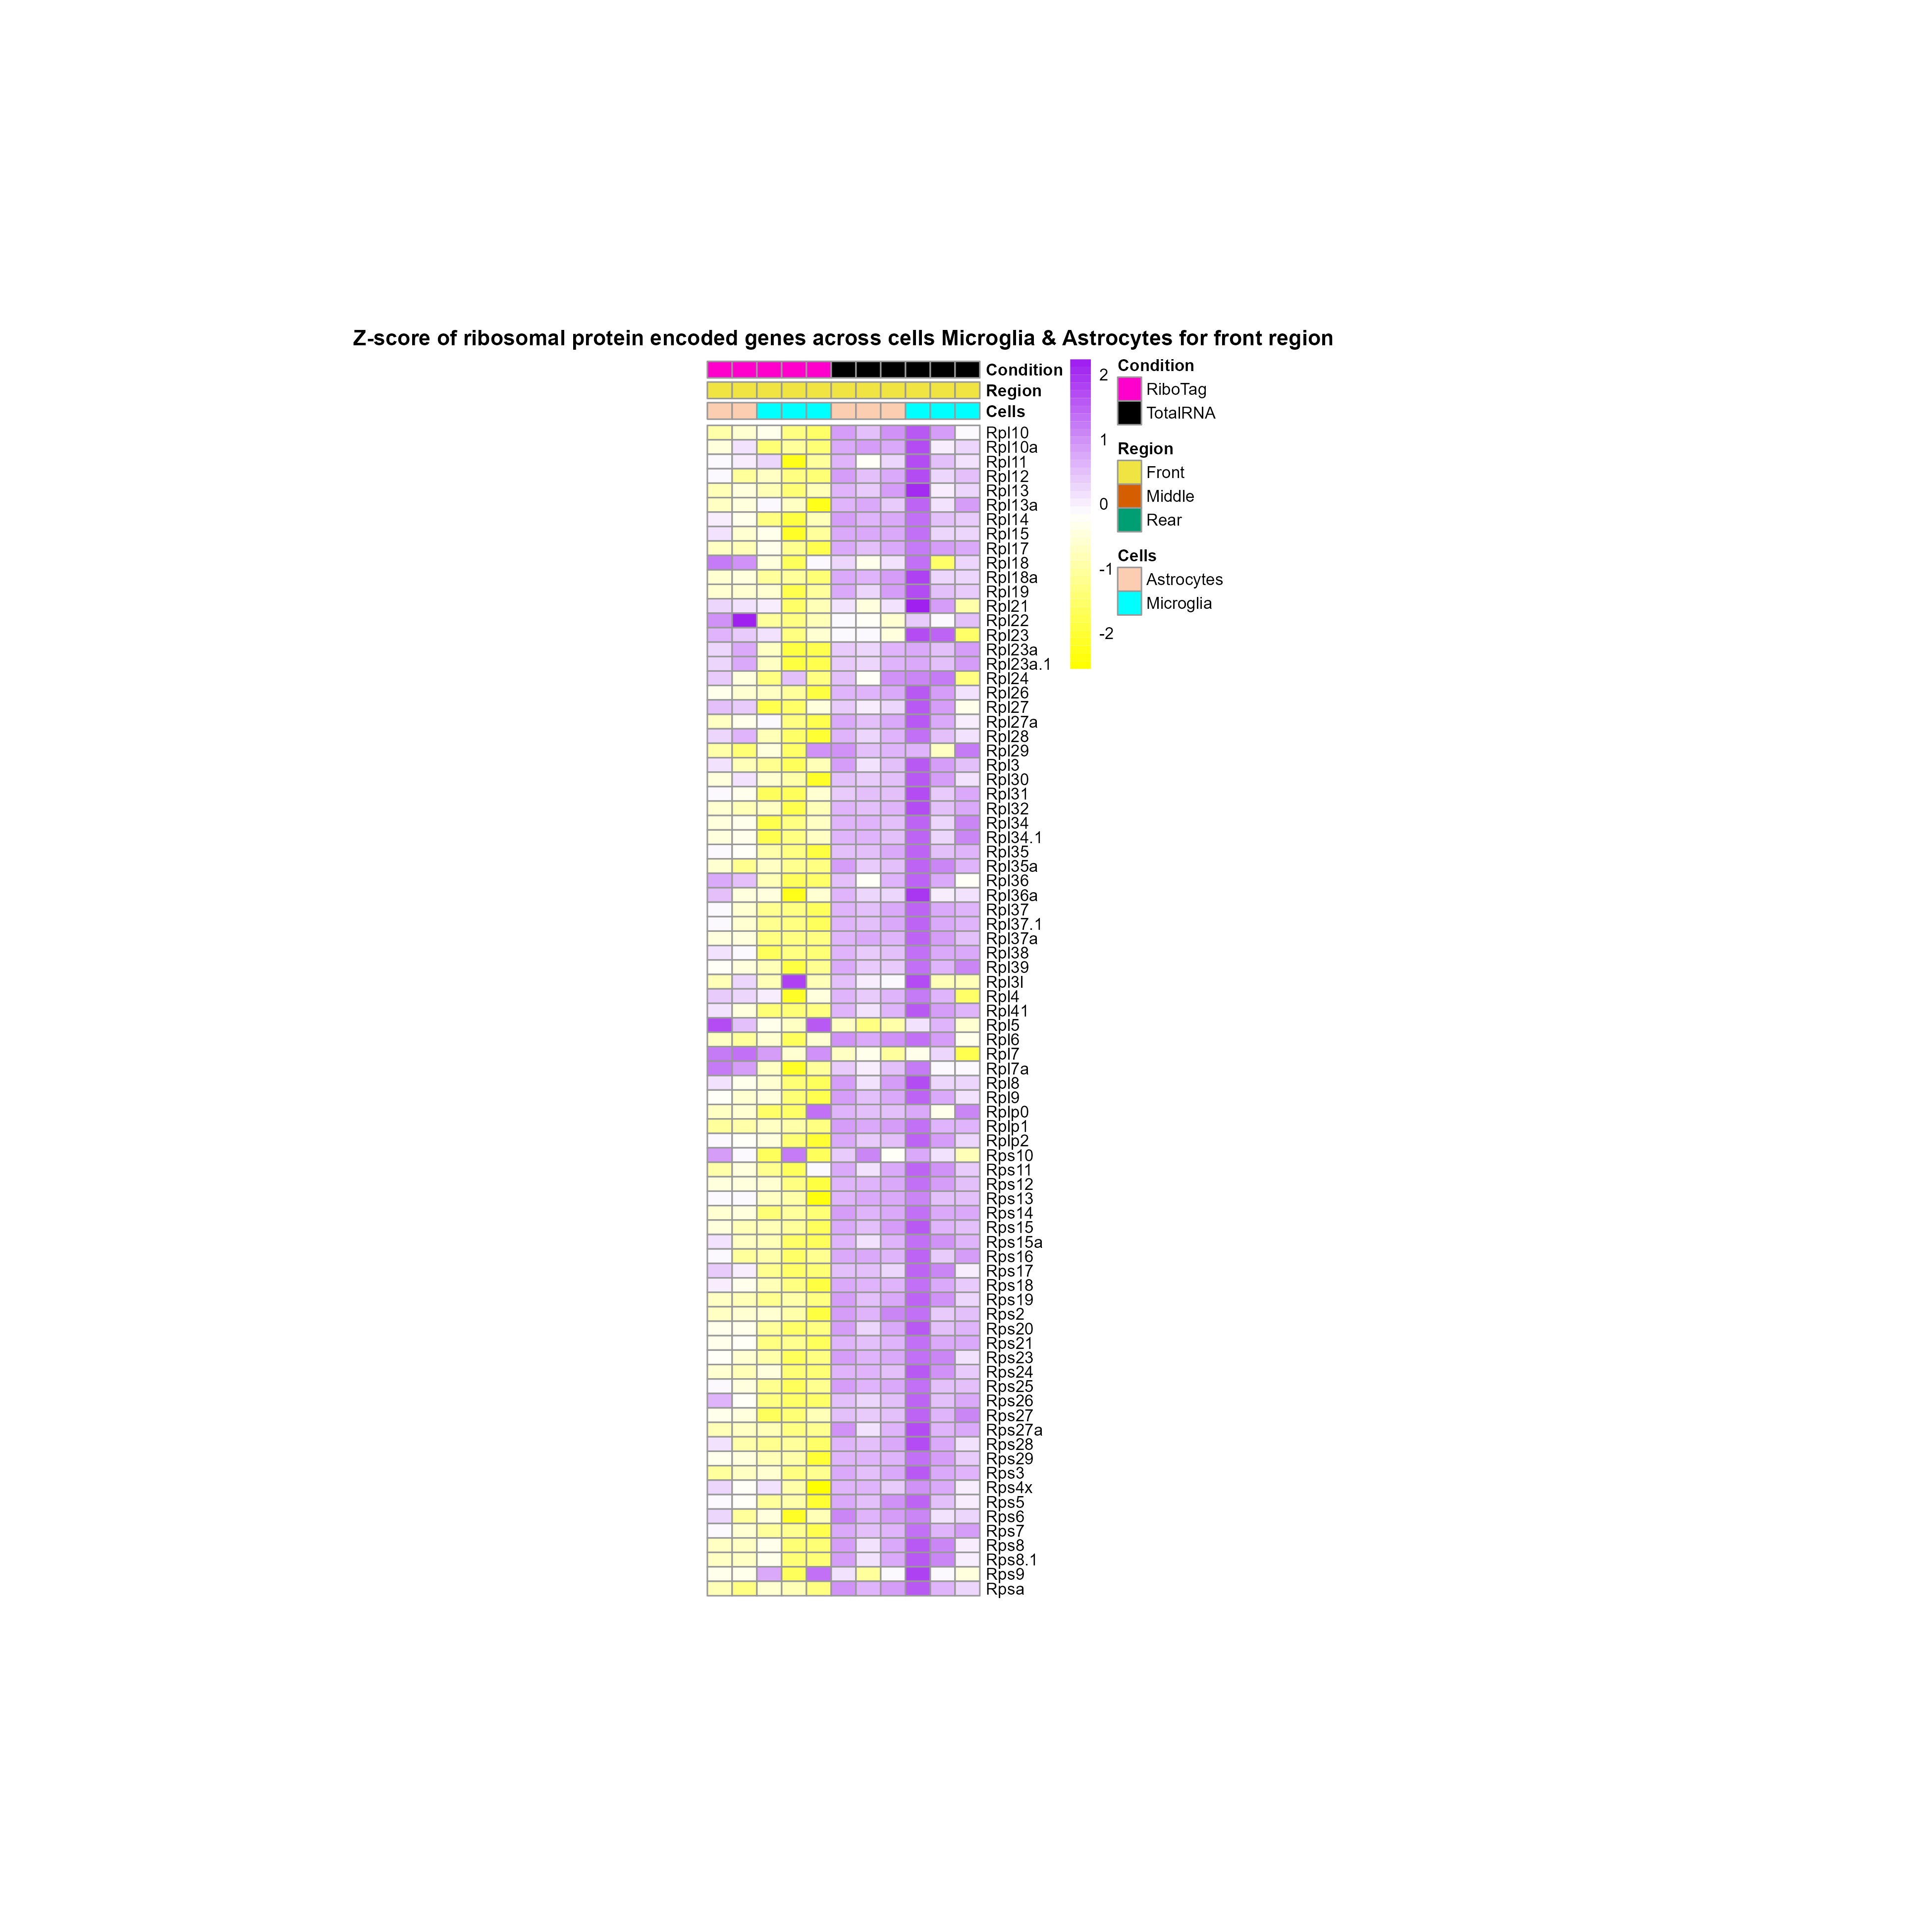 Z-score of ribosomal protein encoded genes across cells Microglia & Astrocytes for front region
Condition
Region
Cells
Rpl10
Rpl10a
Rpl11
Rpl12
Rpl13
Rpl13a
Rpl14
Rpl15
Rpl17
Rpl18
Rpl18a
Rpl19
Rpl21
Rpl22
Rpl23
Rpl23a
Rpl23a.1
Rpl24
Rpl26
Rpl27
Rpl27a
Rpl28
Rpl29
Rpl3
Rpl30
Rpl31
Rpl32
Rpl34
Rpl34.1
Rpl35
Rpl35a
Rpl36
Rpl36a
Rpl37
Rpl37.1
Rpl37a
Rpl38
Rpl39
Rpl3l
Rpl4
Rpl41
Rpl5
Rpl6
Rpl7
Rpl7a
Rpl8
Rpl9
Rplp0
Rplp1
Rplp2
Rps10
Rps11
Rps12
Rps13
Rps14
Rps15
Rps15a
Rps16
Rps17
Rps18
Rps19
Rps2
Rps20
Rps21
Rps23
Rps24
Rps25
Rps26
Rps27
Rps27a
Rps28
Rps29
Rps3
Rps4x
Rps5
Rps6
Rps7
Rps8
Rps8.1
Rps9
Rpsa
2
1
0
-1
-2
Condition
RiboTag
TotalRNA
Region
Front
Middle
Rear
Cells
Astrocytes
Microglia